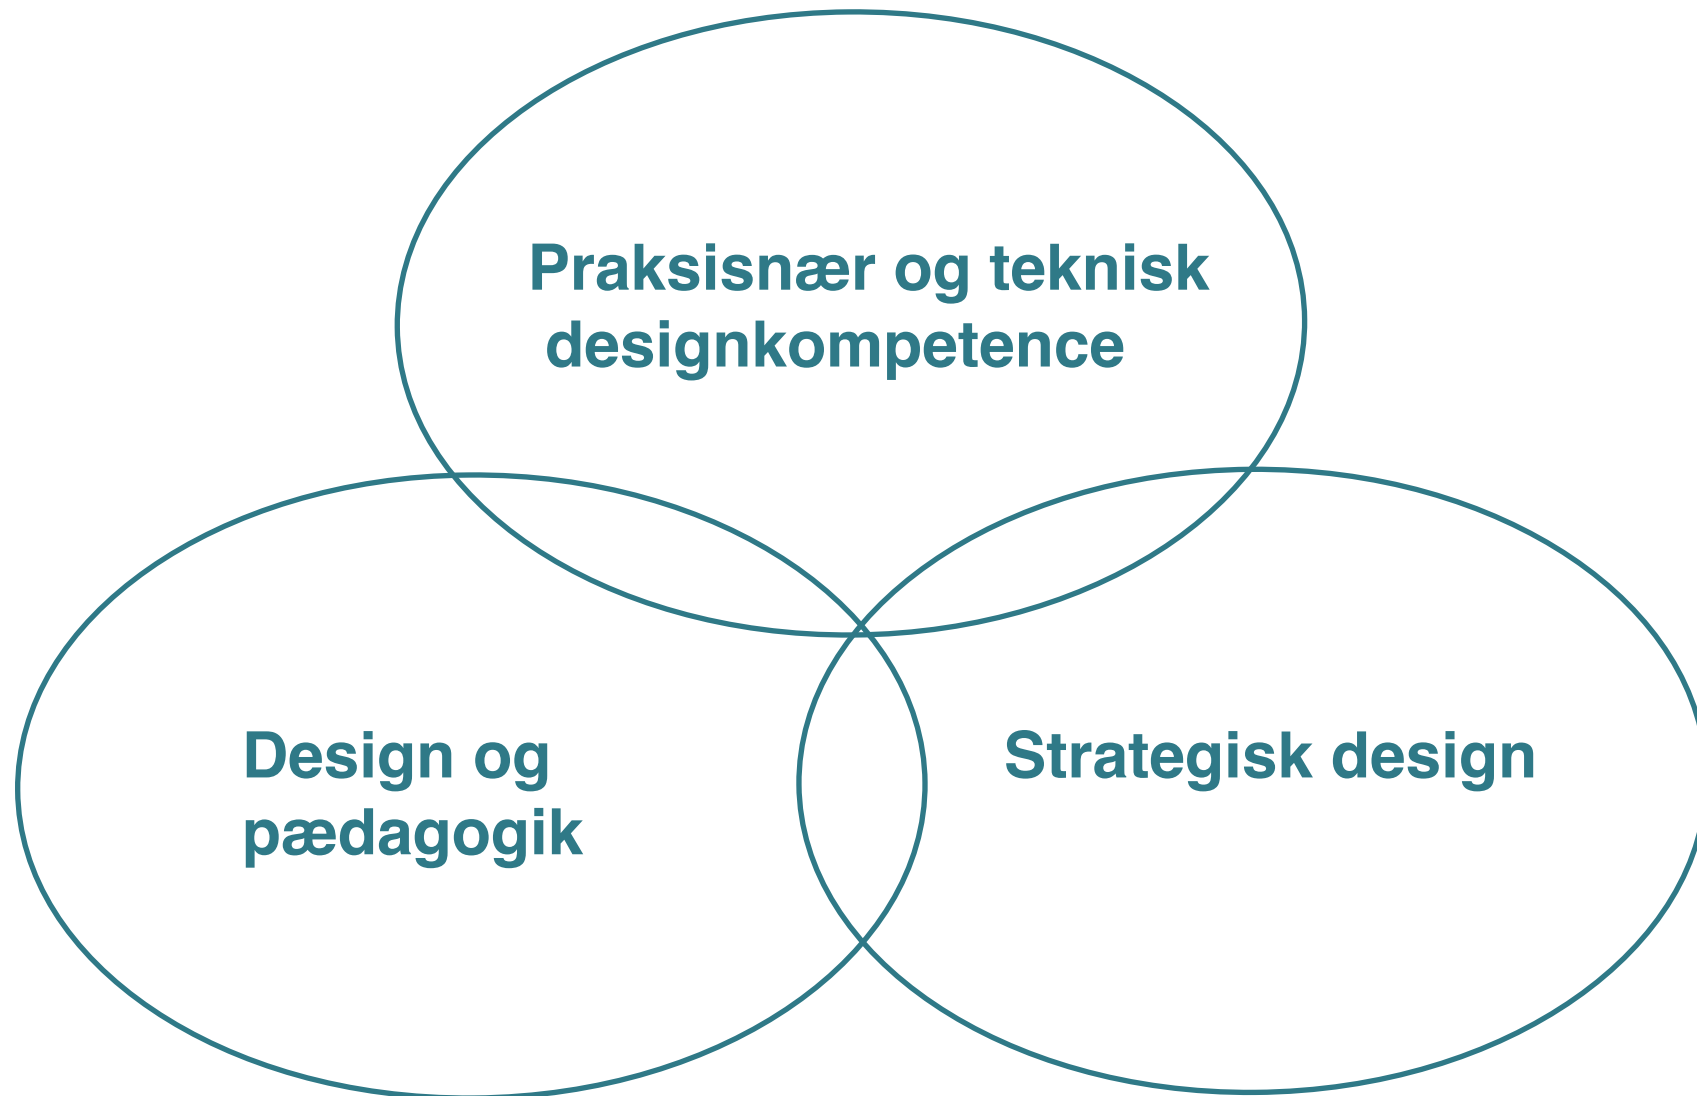 Praksisnær og teknisk
designkompetence
Design og
pædagogik
Strategisk design